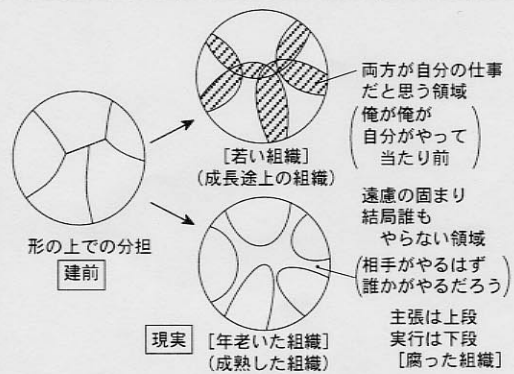 両方が自分の仕事
だと思う領域
俺が俺が
自分がやって
当たり前
[若い組織]
(成長途上の組織)
形の上での分担
建前
遠慮の固まり
結局誰も
やらない領域
(相手がやるはず
誰かがやるだろう)
現実
[年老いた組織]
(成熟した組織)
主張は上段
実行は下段
[腐った組織]